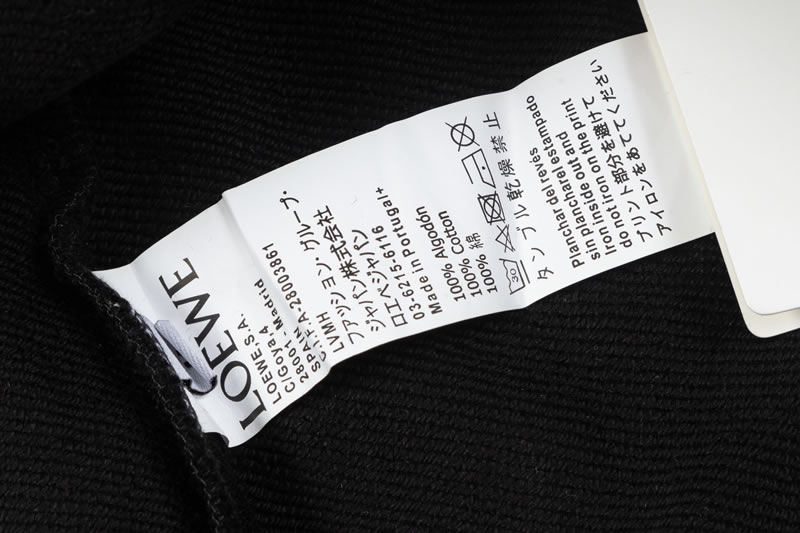 LOEWE
LOEWE, S.A.
C/Goya,4
28001 - Madrid
SPAIN
LVMH ファッション. グループ.
ジャパン株式会社
ロエベジャパン
03-6215-6116
Made in Portugal+
100% Algodón
100% Cotton
100% 綿
30
タンブル乾燥禁止
Planchar del revés
sin planchar el estampado
Iron inside out and
do not iron on the print
プリント部分を避けて
アイロンをあててください